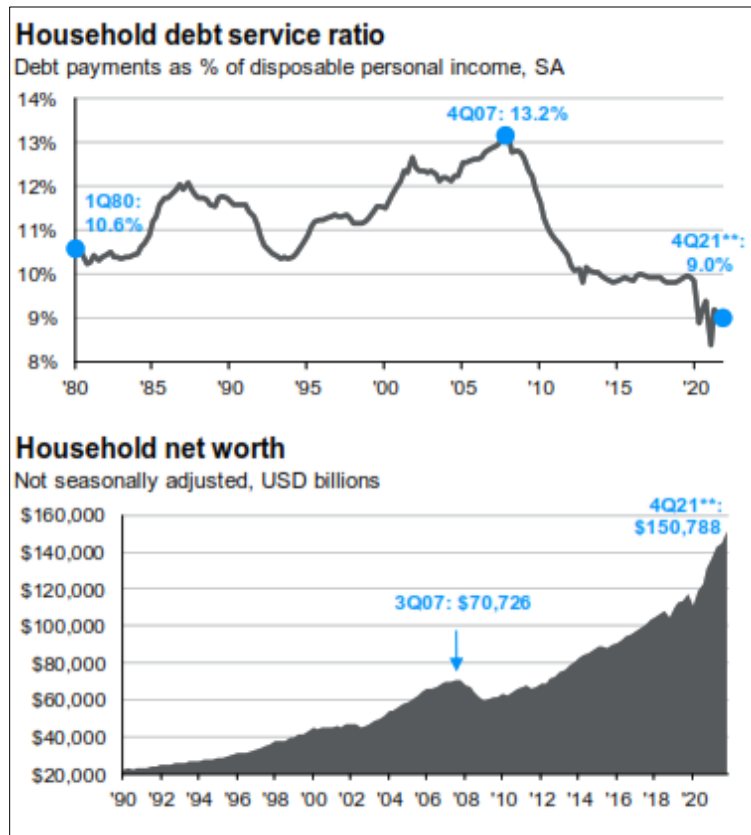 Household debt service ratio
Debt payments as % of disposable personal income, SA
14%
4Q07: 13.2%
13%
12%
1Q80:
10.6%
11%
4Q21**:
9.0%
10%
9%
8%
'80 '85 '90 '95 '00 '05 '10 '15 '20
Household net worth
Not seasonally adjusted, USD billions
$160,000
4Q21**:
$150,788
$140,000
$120,000
3Q07: $70,726
$100,000
$80,000
$60,000
$40,000
$20,000
'90 '92 '94 '96 '98 '00 '02 '04 '06 '08 '10 '12 '14 '16 '18 '20